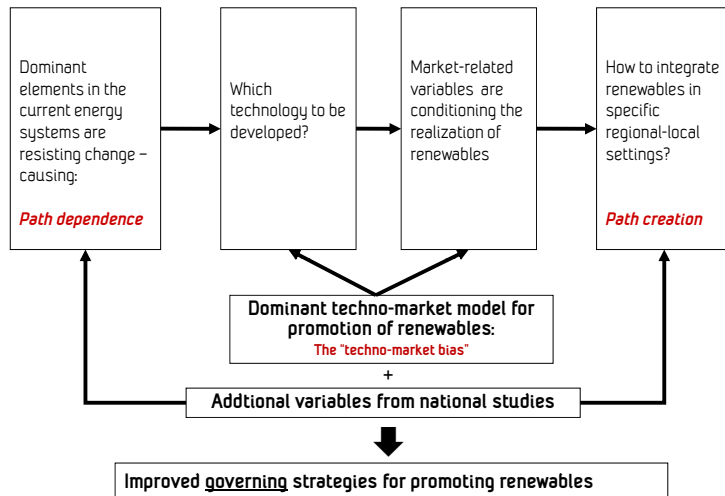 Dominant
elements in the
current energy
systems are
resisting change –
causing:
Path dependence
Which
technology to be
developed?
Market-related
variables are
conditioning the
realization of
renewables
How to integrate
renewables in
specific
regional-local
settings?
Path creation
Dominant techno-market model for
promotion of renewables:
The "techno-market bias"
+
Addtional variables from national studies
Improved governing strategies for promoting renewables